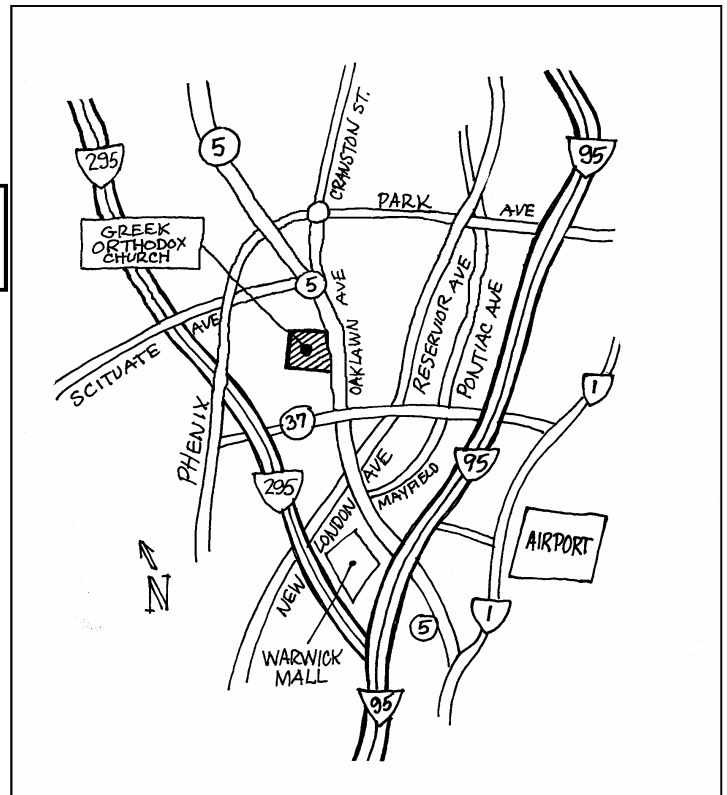 5
CRANSTON ST.
95
295
PARK AVE
GREEK
ORTHODOX
CHURCH
5
AVE
OAKLAWN
RESERVIOR AVE
PONTIAC AVE
SCITUATE AVE
1
PHENIX
37
AVE
95
MAYFIELD
295
NEW LONDON
AIRPORT
N
5
1
WARWICK
MALL
95